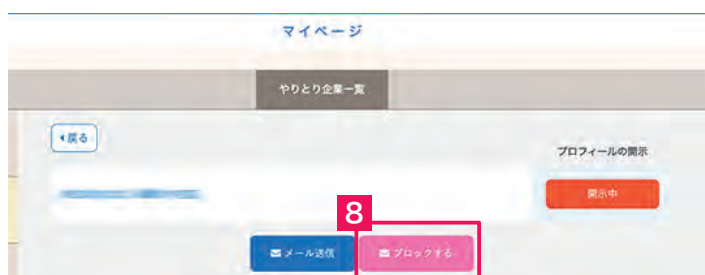 マイページ
やりとり企業一覧
戻る
プロフィールの開示
開示中
8
メール送信
ブロックする